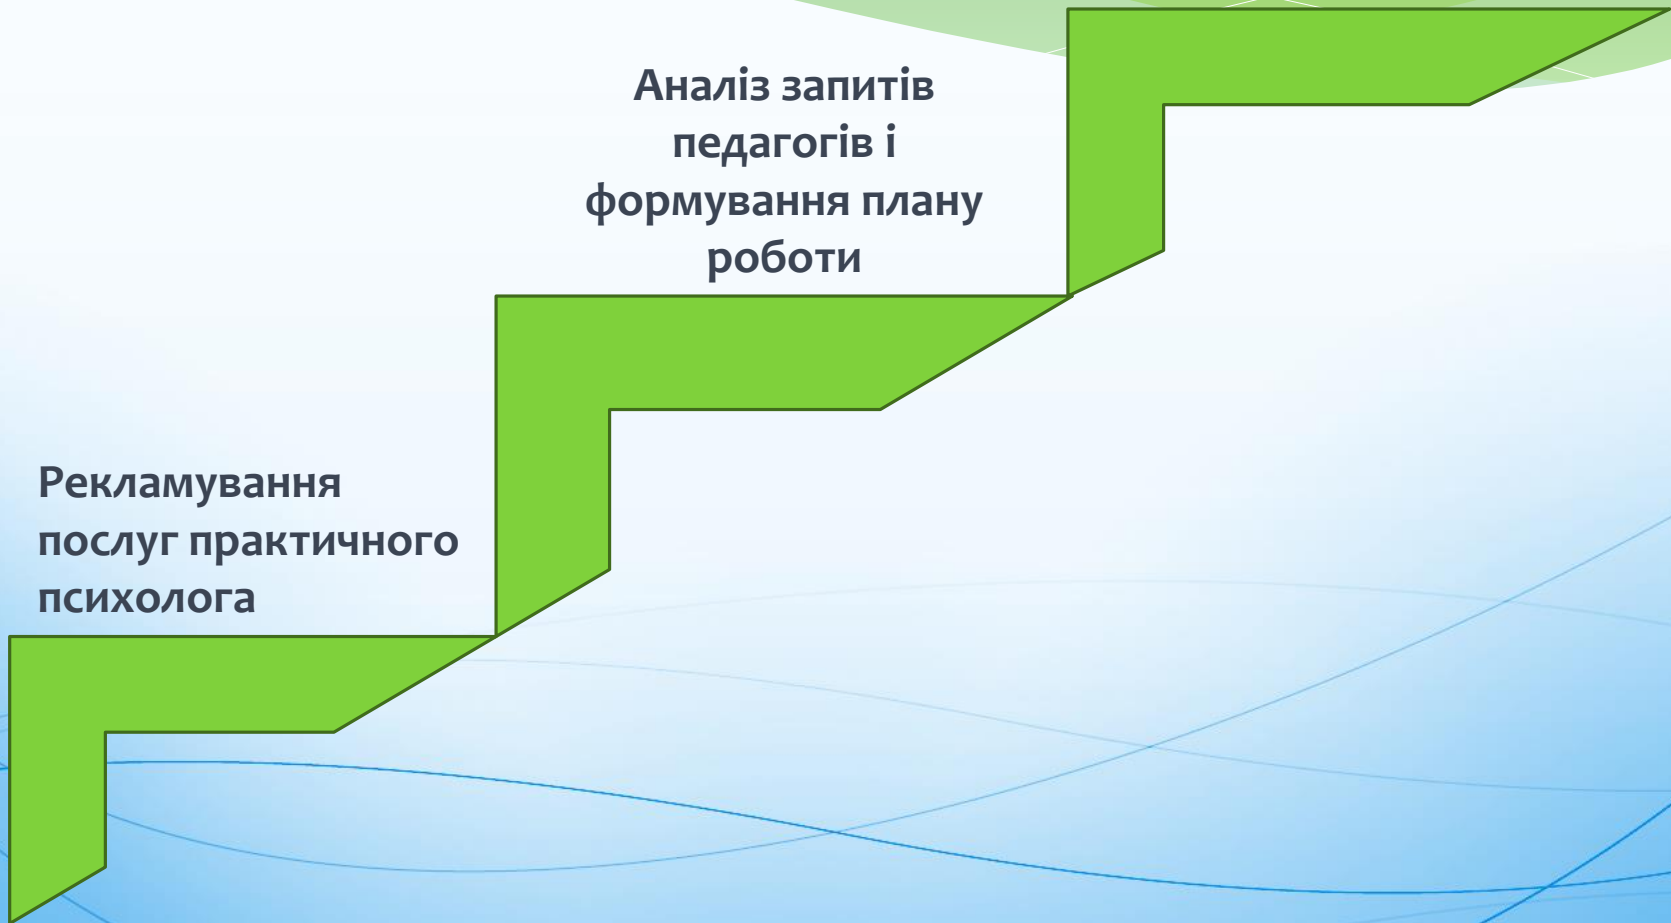 Аналіз запитів
педагогів і
формування плану
роботи
Рекламування
послуг практичного
психолога